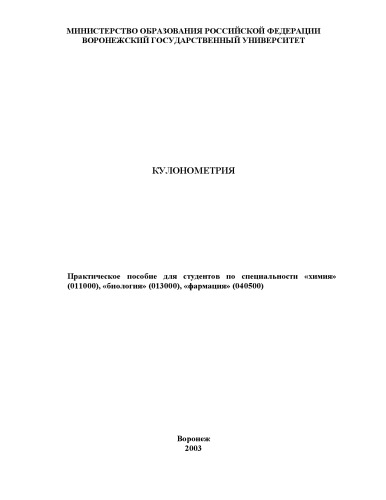 МИНИСТЕРСТВО ОБРАЗОВАНИЯ РОССИЙСКОЙ ФЕДЕРАЦИИ
ВОРОНЕЖСКИЙ ГОСУДАРСТВЕННЫЙ УНИВЕРСИТЕТ
КУЛОНОМЕТРИЯ
Практическое пособие для студентов по специальности «химия»
(011000), «биология» (013000), «фармация» (040500)
Воронеж
2003